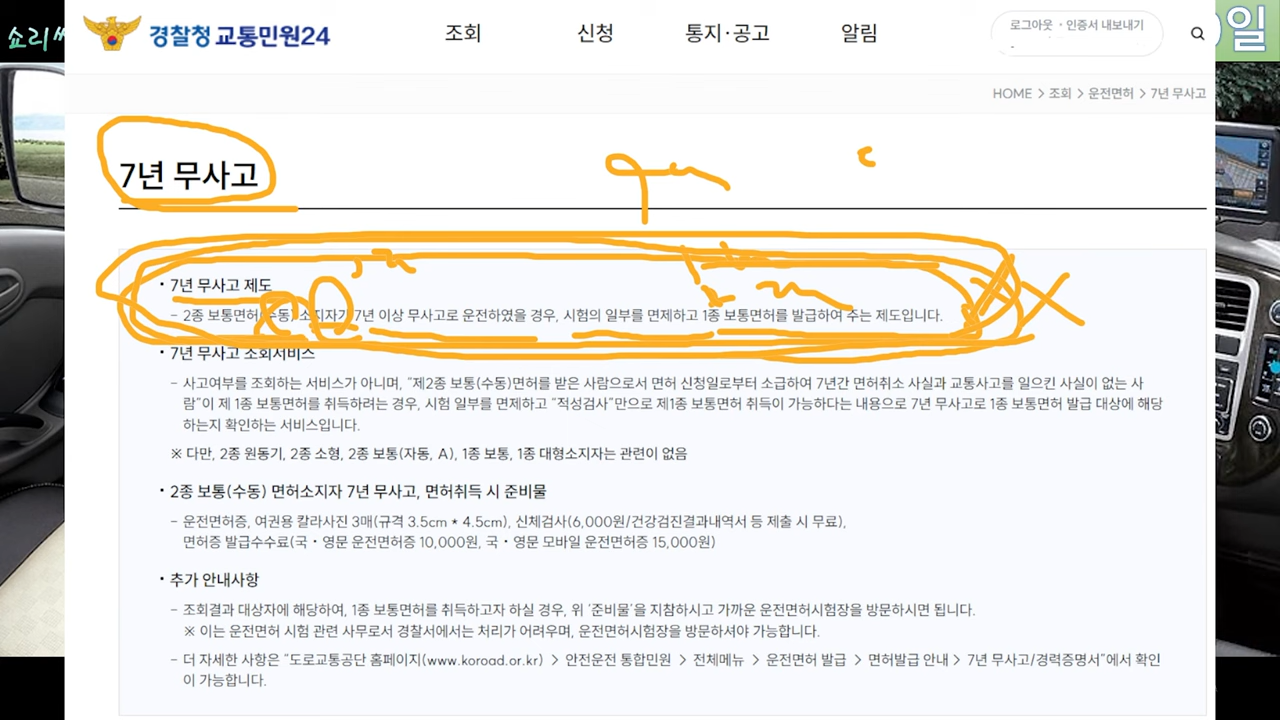 쇼리
경찰청 교통민원24
조회 신청 통지·공고 알림
로그아웃 · 인증서 내보내기
일
HOME > 조회 > 운전면허 > 7년 무사고
7년 무사고
• 7년 무사고 제도
- 2종 보통면허(수동) 소지자가 7년 이상 무사고로 운전하였을 경우, 시험의 일부를 면제하고 1종 보통면허를 발급하여 주는 제도입니다.
• 7년 무사고 조회서비스
- 사고여부를 조회하는 서비스가 아니며, "제2종 보통(수동)면허를 받은 사람으로서 면허 신청일로부터 소급하여 7년간 면허취소 사실과 교통사고를 일으킨 사실이 없는 사
람"이 제 1종 보통면허를 취득하려는 경우, 시험 일부를 면제하고 "적성검사"만으로 제1종 보통면허 취득이 가능하다는 내용으로 7년 무사고로 1종 보통면허 발급 대상에 해당
하는지 확인하는 서비스입니다.
※ 다만, 2종 원동기, 2종 소형, 2종 보통(자동, A), 1종 보통, 1종 대형소지자는 관련이 없음
• 2종 보통(수동) 면허소지자 7년 무사고, 면허취득 시 준비물
- 운전면허증, 여권용 칼라사진 3매(규격 3.5cm * 4.5cm), 신체검사(6,000원/건강검진결과내역서 등 제출 시 무료),
면허증 발급수수료(국·영문 운전면허증 10,000원, 국·영문 모바일 운전면허증 15,000원)
• 추가 안내사항
- 조회결과 대상자에 해당하여, 1종 보통면허를 취득하고자 하실 경우, 위 '준비물'을 지참하시고 가까운 운전면허시험장을 방문하시면 됩니다.
※ 이는 운전면허 시험 관련 사무로서 경찰서에서는 처리가 어려우며, 운전면허시험장을 방문하셔야 가능합니다.
- 더 자세한 사항은 "도로교통공단 홈페이지(www.koroad.or.kr) > 안전운전 통합민원 > 전체메뉴 > 운전면허 발급 > 면허발급 안내 > 7년 무사고/경력증명서"에서 확인
이 가능합니다.